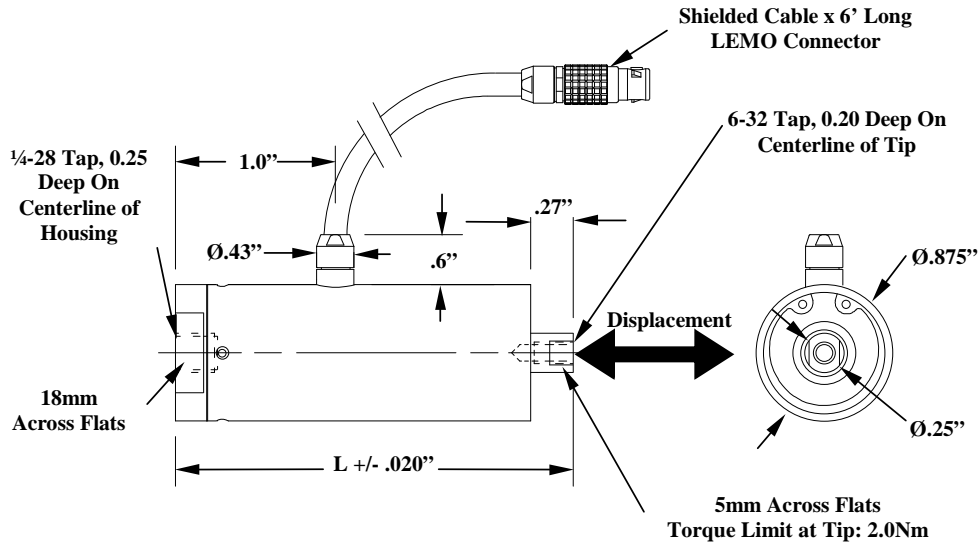 Shielded Cable x 6’ Long
LEMO Connector
6-32 Tap, 0.20 Deep On
Centerline of Tip
¼-28 Tap, 0.25
Deep On
Centerline of
Housing
1.0”
.27”
Ø.43”
.6”
Ø.875”
Displacement
18mm
Across Flats
Ø.25”
L +/- .020”
5mm Across Flats
Torque Limit at Tip: 2.0Nm